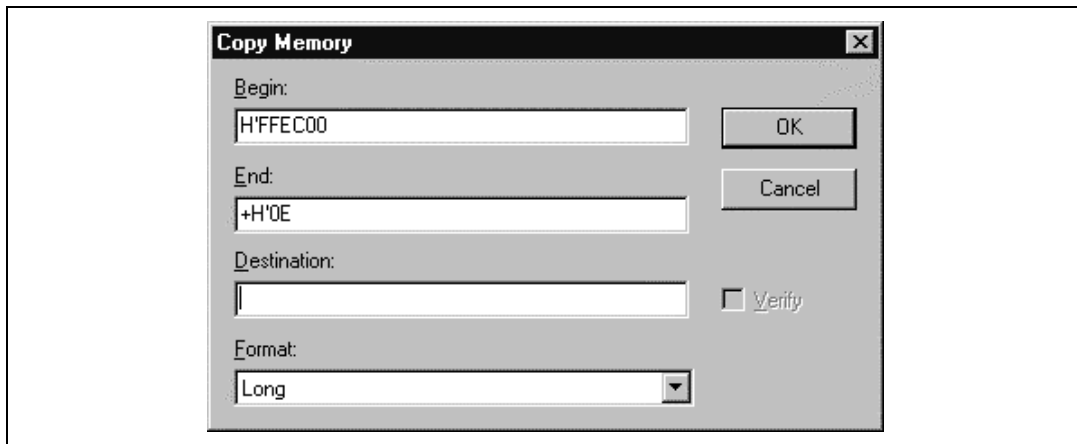 Copy Memory
Begin:
H'FFEC00
OK
End:
+H'0E
Cancel
Destination:
Verify
Format:
Long